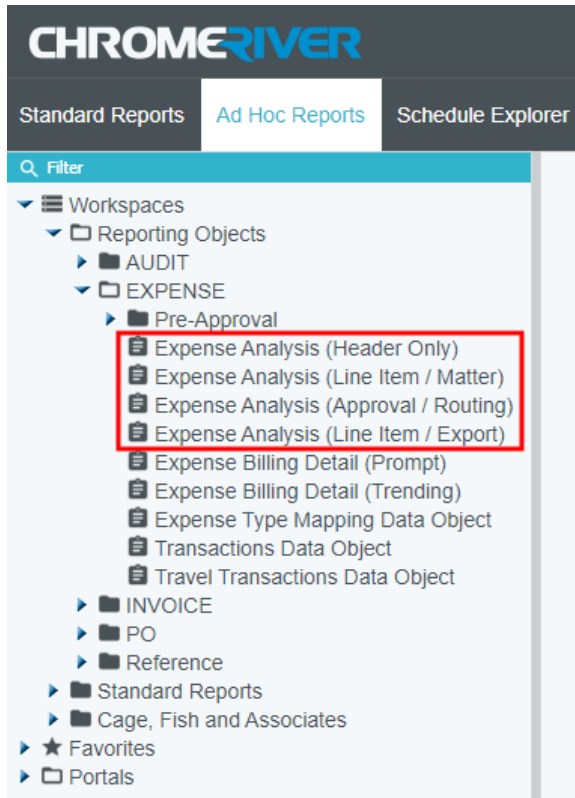 CHROMERIVER
Standard Reports Ad Hoc Reports Schedule Explorer
Filter
Workspaces
Reporting Objects
AUDIT
EXPENSE
Pre-Approval
Expense Analysis (Header Only)
Expense Analysis (Line Item / Matter)
Expense Analysis (Approval / Routing)
Expense Analysis (Line Item / Export)
Expense Billing Detail (Prompt)
Expense Billing Detail (Trending)
Expense Type Mapping Data Object
Transactions Data Object
Travel Transactions Data Object
INVOICE
PO
Reference
Standard Reports
Cage, Fish and Associates
Favorites
Portals